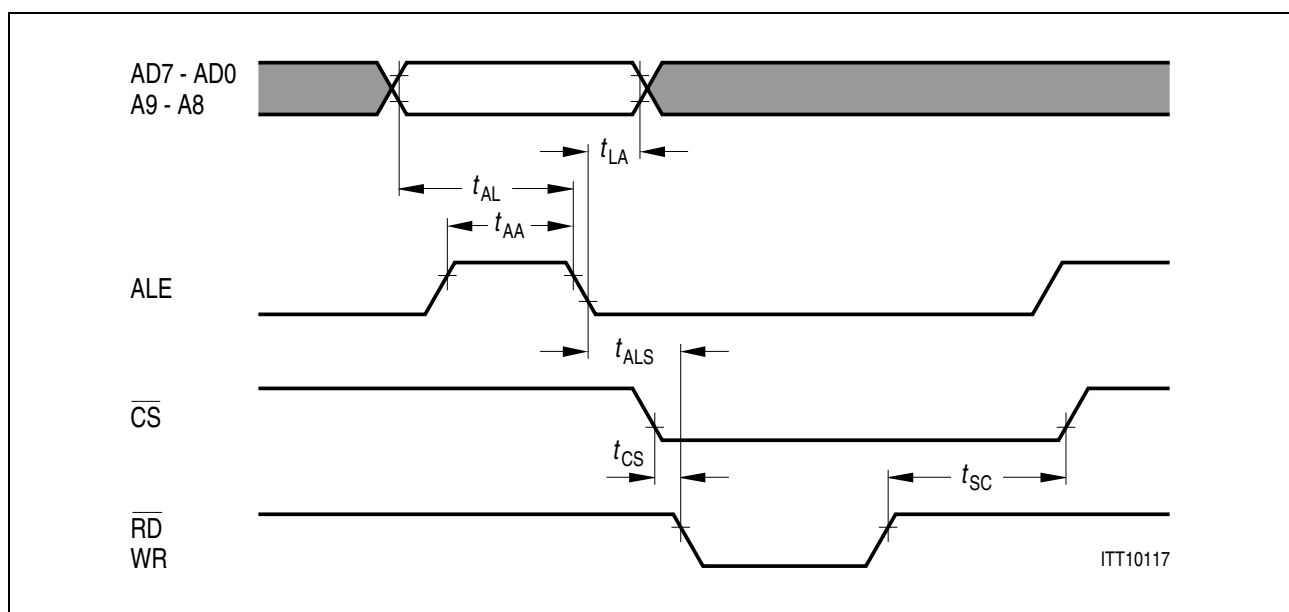 AD7 - AD0
A9 - A8
tLA
tAL
tAA
ALE
tALS
CS
tCS
tSC
RD
WR
ITT10117